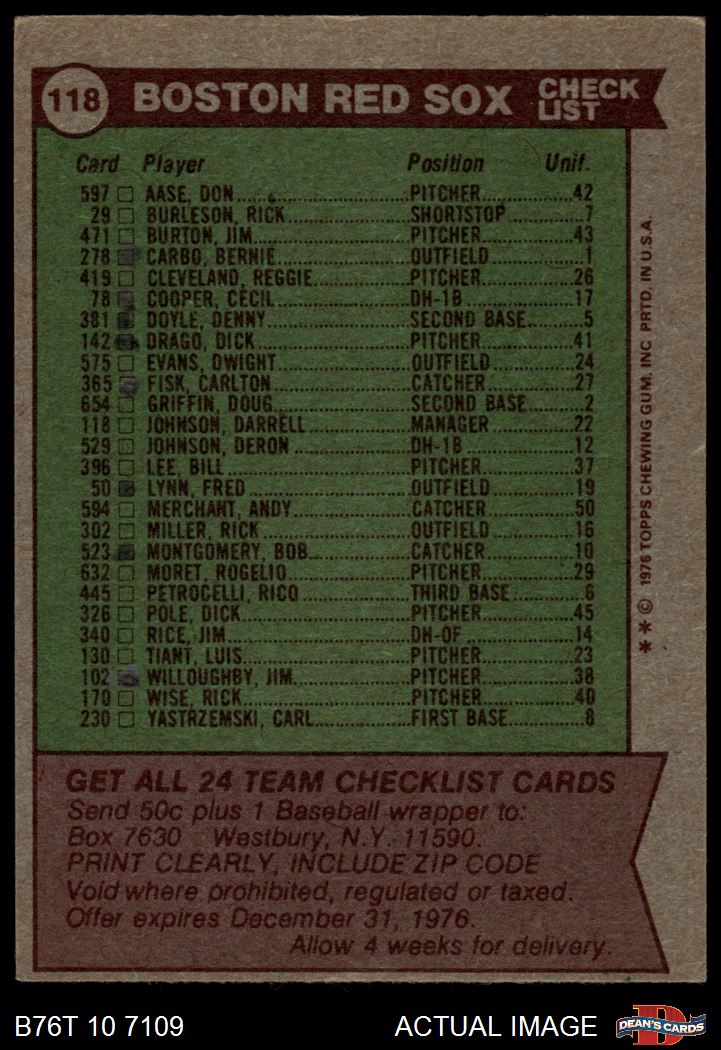 118 BOSTON RED SOX CHECK LIST
Card Player Position Unif.
597 AASE, DON PITCHER 42
29 BURLESON, RICK SHORTSTOP 7
471 BURTON, JIM PITCHER 43
278 CARBO, BERNIE OUTFIELD 1
419 CLEVELAND, REGGIE PITCHER 26
78 COOPER, CECIL DH-1B 17
381 DOYLE, DENNY SECOND BASE 5
142 DRAGO, DICK PITCHER 41
575 EVANS, DWIGHT OUTFIELD 24
365 FISK, CARLTON CATCHER 27
654 GRIFFIN, DOUG SECOND BASE 2
118 JOHNSON, DARRELL MANAGER 22
529 JOHNSON, DERON DH-1B 12
396 LEE, BILL PITCHER 37
50 LYNN, FRED OUTFIELD 19
594 MERCHANT, ANDY CATCHER 50
302 MILLER, RICK OUTFIELD 16
523 MONTGOMERY, BOB CATCHER 10
632 MORET, ROGELIO PITCHER 29
445 PETROCELLI, RICO THIRD BASE 6
326 POLE, DICK PITCHER 45
340 RICE, JIM DH-OF 14
130 TIANT, LUIS PITCHER 23
102 WILLOUGHBY, JIM PITCHER 38
170 WISE, RICK PITCHER 40
230 YASTRZEMSKI, CARL FIRST BASE 8
* * © 1976 TOPPS CHEWING GUM. INC PRTD. IN U.S.A.
GET ALL 24 TEAM CHECKLIST CARDS
Send 50c plus 1 Baseball wrapper to:
Box 7630 Westbury, N.Y. 11590.
PRINT CLEARLY, INCLUDE ZIP CODE
Void where prohibited, regulated or taxed.
Offer expires December 31, 1976.
Allow 4 weeks for delivery.
B76T 10 7109 ACTUAL IMAGE
DEAN'S CARDS